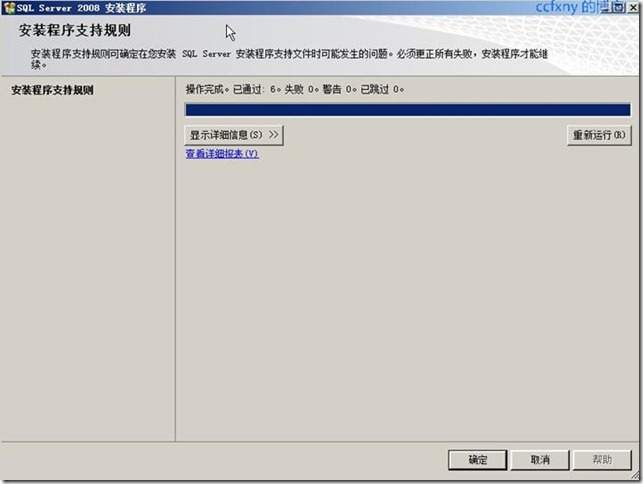 SQL Server 2008 安装程序
ccfxny 的博
安装程序支持规则
安装程序支持规则可确定在您安装 SQL Server 安装程序支持文件时可能发生的问题。必须更正所有失败，安装程序才能继
续。
安装程序支持规则
操作完成。已通过: 6。失败 0。警告 0。已跳过 0。
显示详细信息(S) >>
重新运行(R)
查看详细报表(V)
确定
取消
帮助